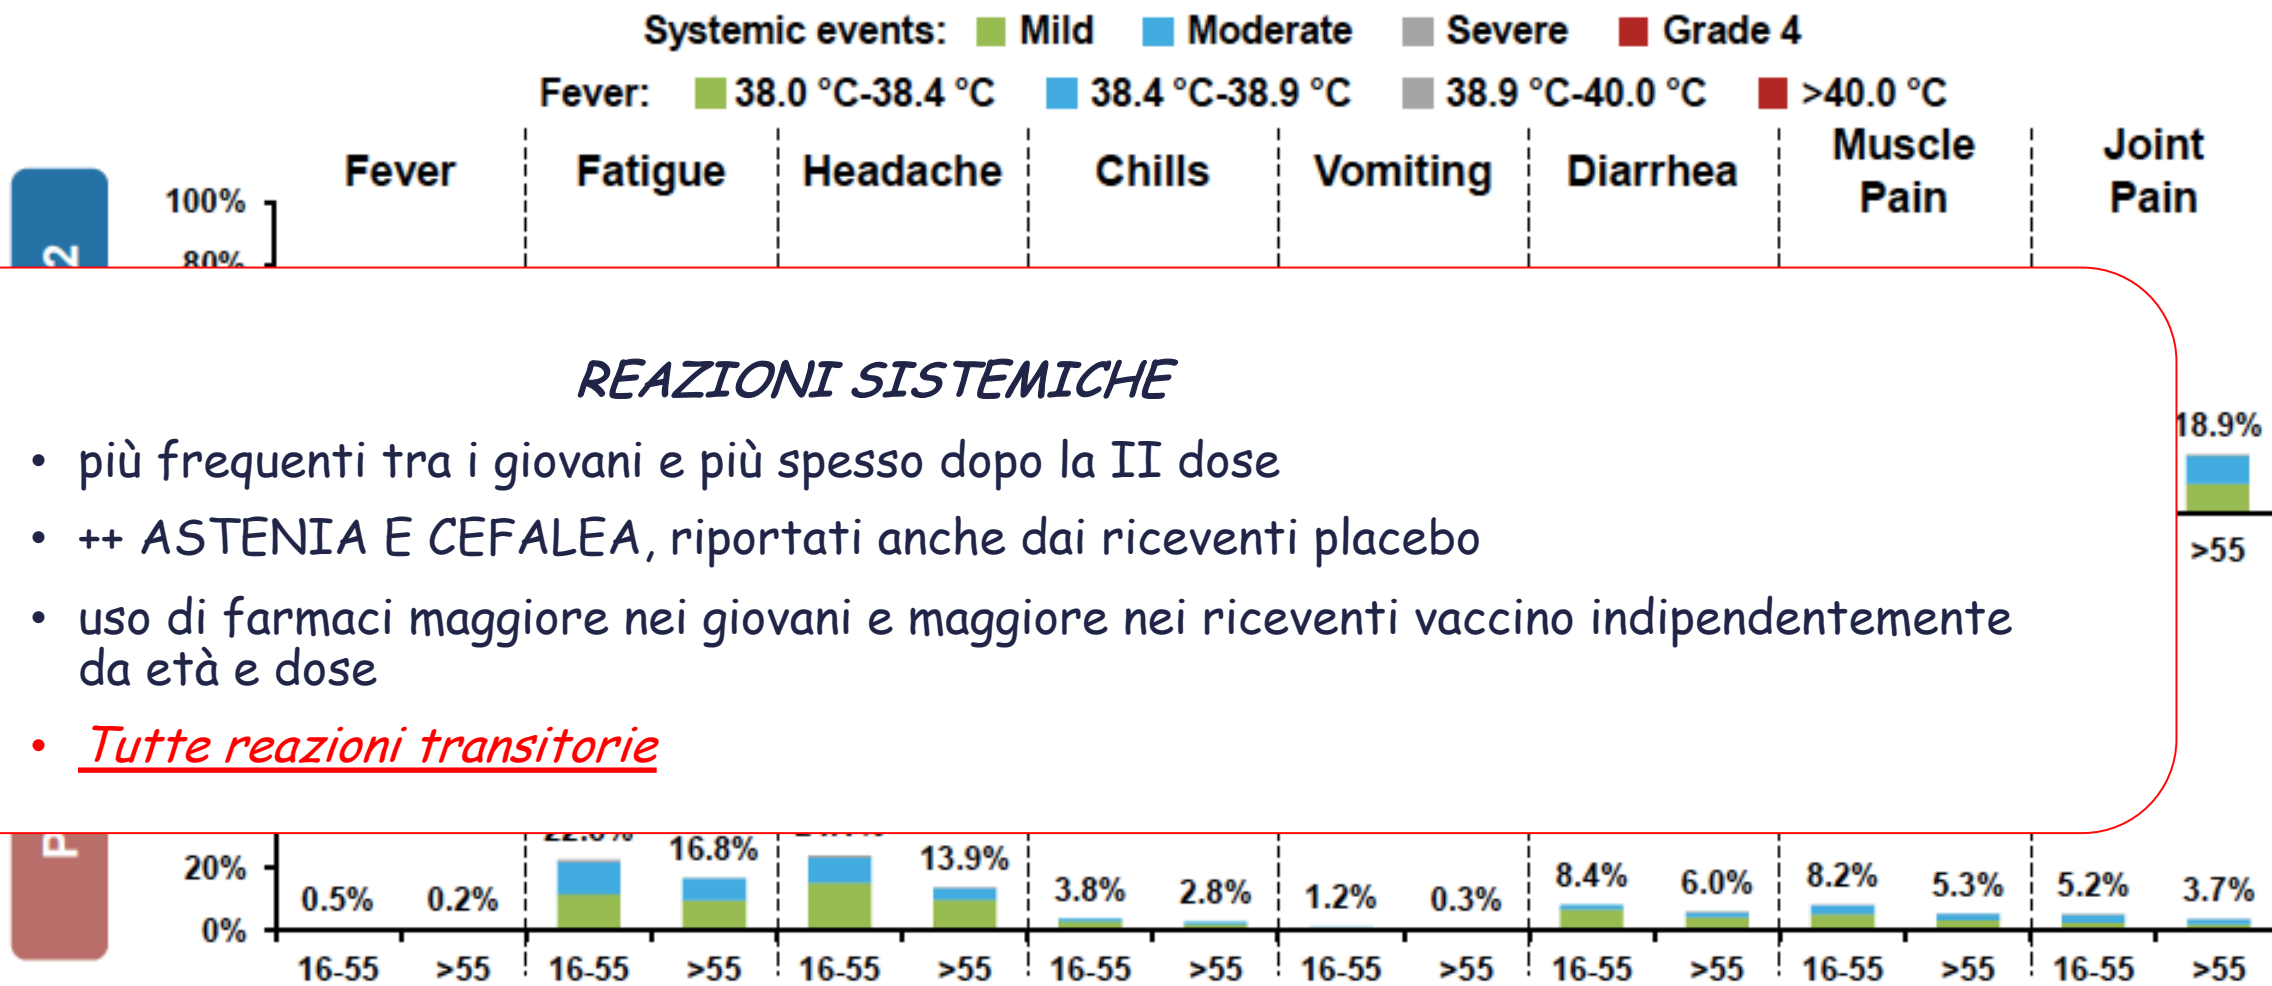 Systemic events: Mild Moderate Severe Grade 4
Fever: 38.0 °C-38.4 °C 38.4 °C-38.9 °C 38.9 °C-40.0 °C >40.0 °C
Fever Fatigue Headache Chills Vomiting Diarrhea Muscle Pain Joint Pain
2
100%
80%
REAZIONI SISTEMICHE
• più frequenti tra i giovani e più spesso dopo la II dose
• ++ ASTENIA E CEFALEA, riportati anche dai riceventi placebo
• uso di farmaci maggiore nei giovani e maggiore nei riceventi vaccino indipendentemente
da età e dose
• Tutte reazioni transitorie
18.9%
>55
P
20%
0%
0.5% 0.2% 16.8% 13.9% 3.8% 2.8% 1.2% 0.3% 8.4% 6.0% 8.2% 5.3% 5.2% 3.7%
16-55 >55 16-55 >55 16-55 >55 16-55 >55 16-55 >55 16-55 >55 16-55 >55 16-55 >55